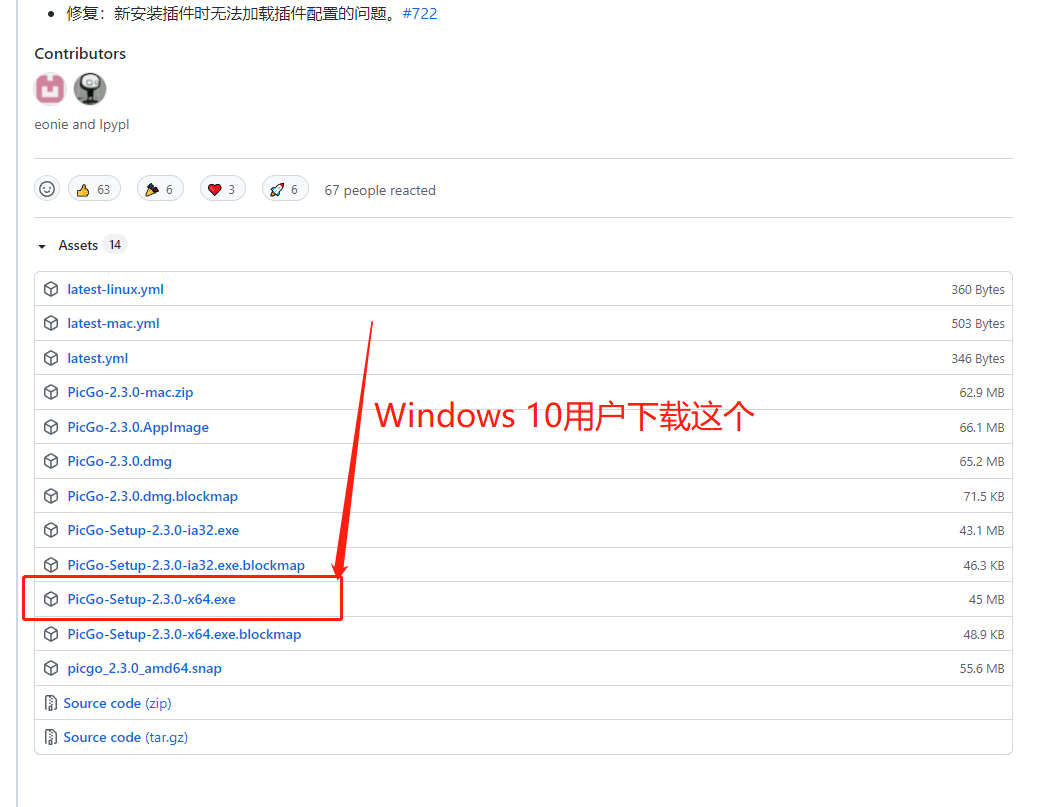 修复：新安装插件时无法加载插件配置的问题。#722
Contributors
eonie and lpypl
63 6 3 6 67 people reacted
Assets 14
latest-linux.yml 360 Bytes
latest-mac.yml 503 Bytes
latest.yml 346 Bytes
PicGo-2.3.0-mac.zip 62.9 MB
Windows 10用户下载这个
PicGo-2.3.0.AppImage 66.1 MB
PicGo-2.3.0.dmg 65.2 MB
PicGo-2.3.0.dmg.blockmap 71.5 KB
PicGo-Setup-2.3.0-ia32.exe 43.1 MB
PicGo-Setup-2.3.0-ia32.exe.blockmap 46.3 KB
PicGo-Setup-2.3.0-x64.exe 45 MB
PicGo-Setup-2.3.0-x64.exe.blockmap 48.9 KB
picgo_2.3.0_amd64.snap 55.6 MB
Source code (zip)
Source code (tar.gz)